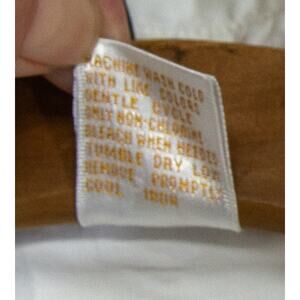 MACHINE WASH COLD
WITH LIKE COLORS
GENTLE CYCLE
ONLY NON-CHLORINE
BLEACH WHEN NEEDED
TUMBLE DRY LOW
REMOVE PROMPTLY
COOL IRON